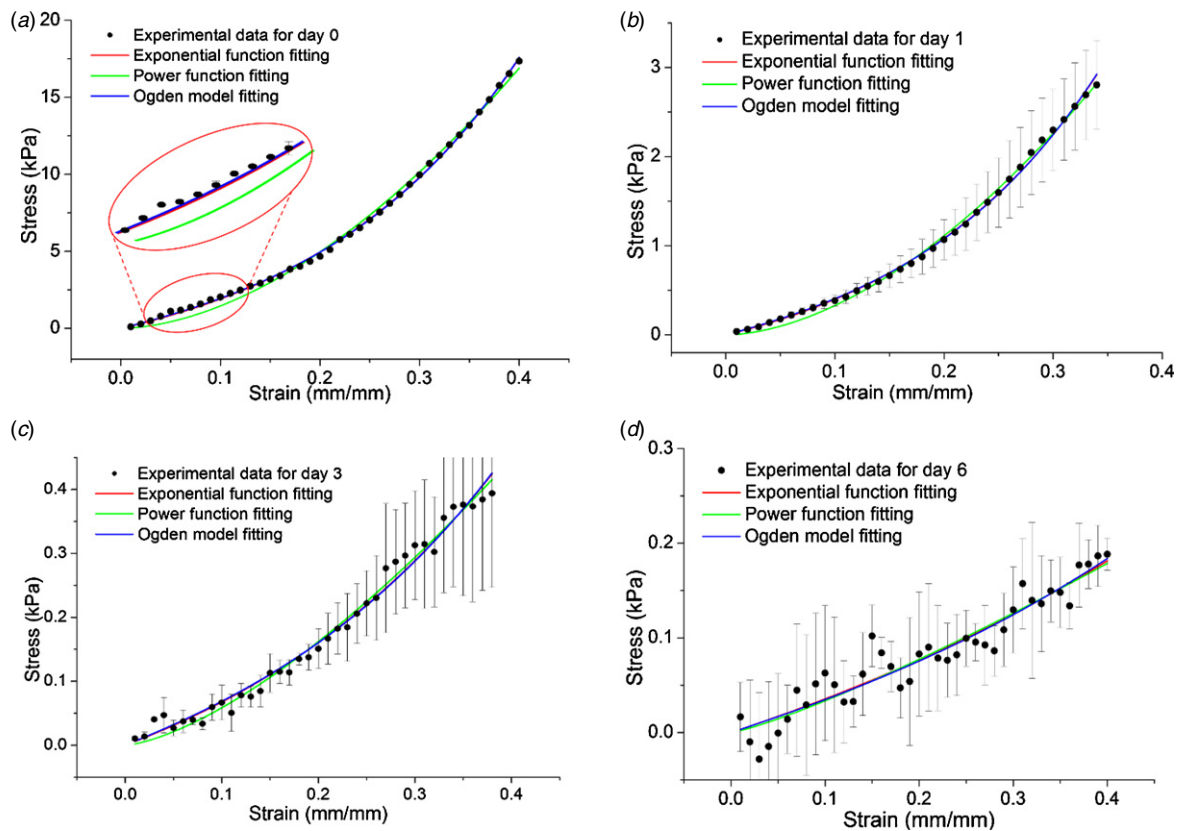 (a)
20
15
10
5
0
Stress (kPa)
Experimental data for day 0
Exponential function fitting
Power function fitting
Ogden model fitting
0.0 0.1 0.2 0.3 0.4
Strain (mm/mm)
(b)
3
2
1
0
Stress (kPa)
Experimental data for day 1
Exponential function fitting
Power function fitting
Ogden model fitting
0.0 0.1 0.2 0.3 0.4
Strain (mm/mm)
(c)
0.4
0.3
0.2
0.1
0.0
Stress (kPa)
Experimental data for day 3
Exponential function fitting
Power function fitting
Ogden model fitting
0.0 0.1 0.2 0.3 0.4
Strain (mm/mm)
(d)
0.3
0.2
0.1
0.0
Stress (kPa)
Experimental data for day 6
Exponential function fitting
Power function fitting
Ogden model fitting
0.0 0.1 0.2 0.3 0.4
Strain (mm/mm)